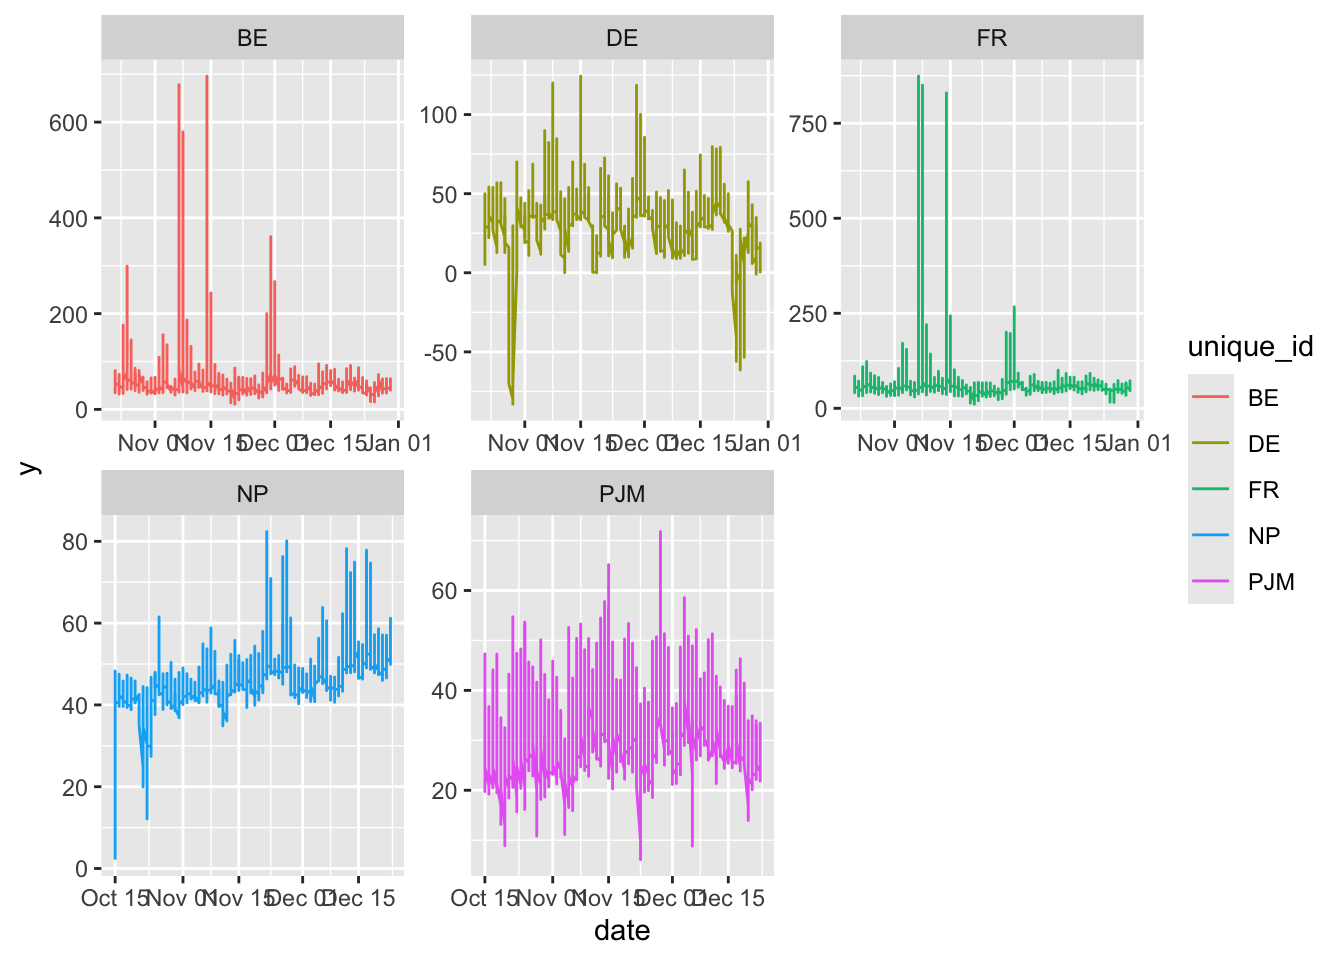 BE
DE
FR
600
400
200
0
100
50
0
-50
750
500
250
0
Nov 01 Nov 15 Dec 01 Dec 15 Jan 01
Nov 01 Nov 15 Dec 01 Dec 15 Jan 01
Nov 01 Nov 15 Dec 01 Dec 15 Jan 01
y
NP
PJM
80
60
40
20
0
60
40
20
Oct 15 Nov 01 Nov 15 Dec 01 Dec 15
Oct 15 Nov 01 Nov 15 Dec 01 Dec 15
date
unique_id
BE
DE
FR
NP
PJM